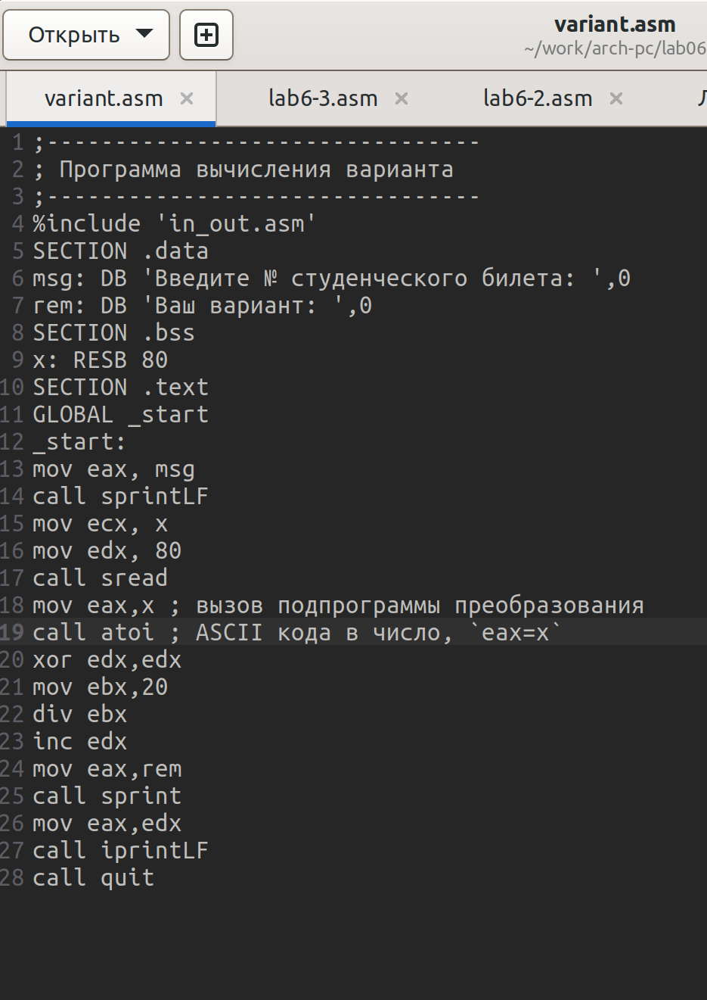 Открыть
variant.asm
~/work/arch-pc/lab06
variant.asm × lab6-3.asm × lab6-2.asm ×
1 ;--------------------------------
2 ; Программа вычисления варианта
3 ;--------------------------------
4 %include 'in_out.asm'
5 SECTION .data
6 msg: DB 'Введите № студенческого билета: ',0
7 rem: DB 'Ваш вариант: ',0
8 SECTION .bss
9 x: RESB 80
10 SECTION .text
11 GLOBAL _start
12 _start:
13 mov eax, msg
14 call sprintLF
15 mov ecx, x
16 mov edx, 80
17 call sread
18 mov eax,x ; вызов подпрограммы преобразования
19 call atoi ; ASCII кода в число, `eax=x`
20 xor edx,edx
21 mov ebx,20
22 div ebx
23 inc edx
24 mov eax,rem
25 call sprint
26 mov eax,edx
27 call iprintLF
28 call quit